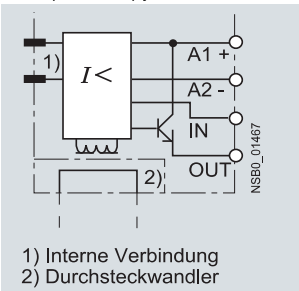 1)
I<
A1 +
A2 -
IN
OUT
2)
NSB0_01467
1) Interne Verbindung
2) Durchsteckwandler